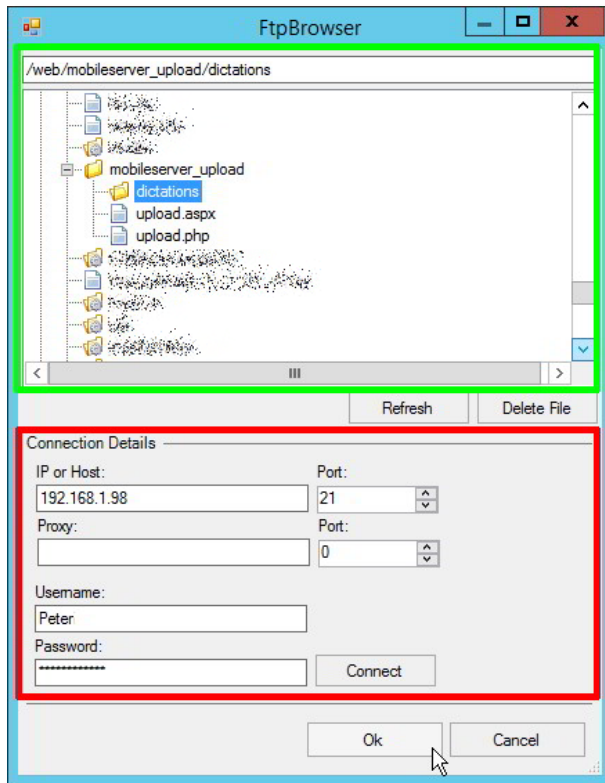 FtpBrowser
/web/mobileserver_upload/dictations
mobileserver_upload
dictations
upload.aspx
upload.php
Refresh Delete File
Connection Details
IP or Host: Port:
192.168.1.98 21
Proxy: Port:
0
Username:
Peter
Password:
************
Connect
Ok Cancel